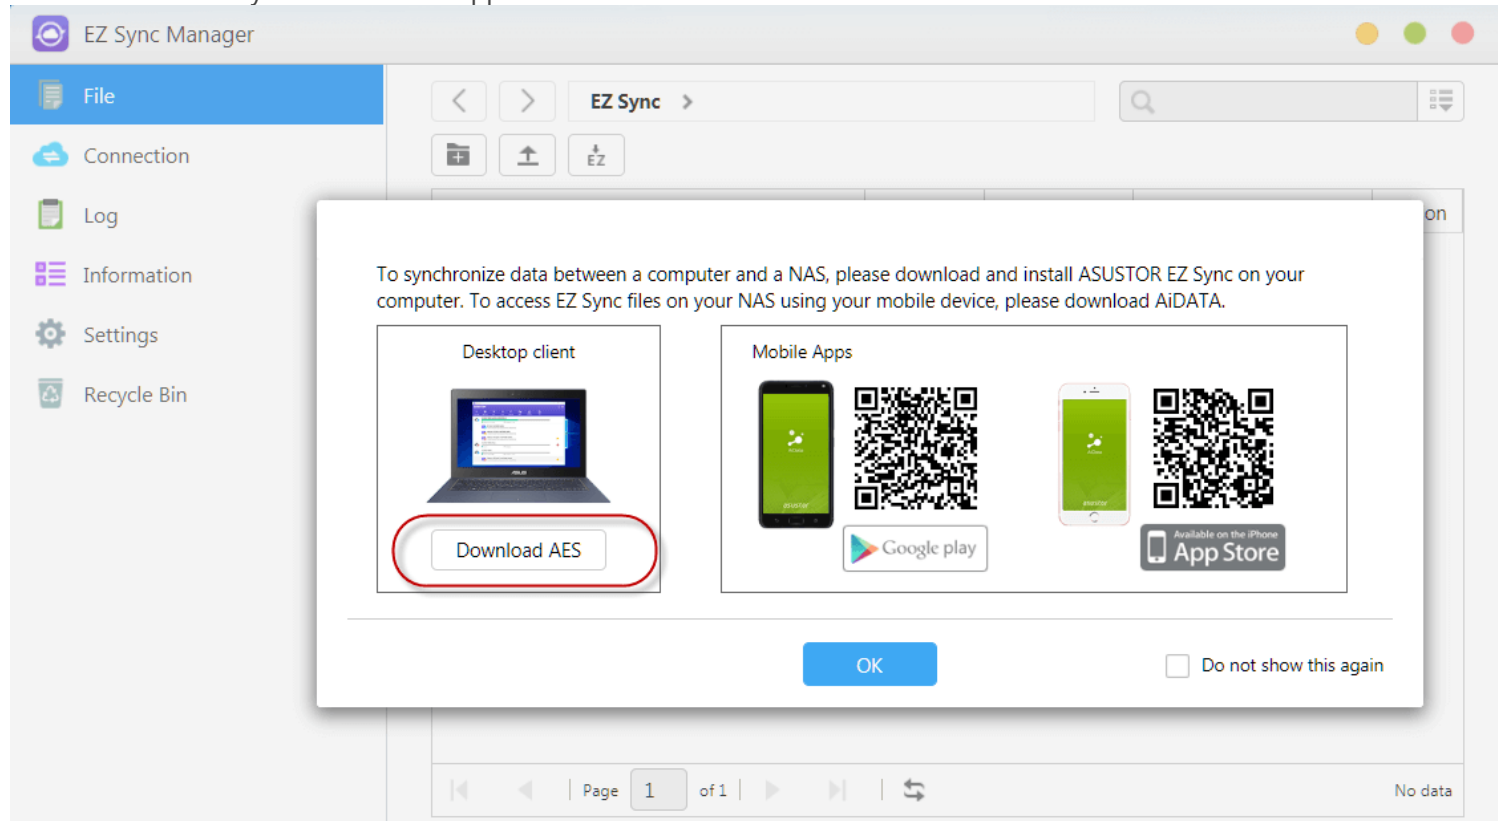 EZ Sync Manager
File
Connection
Log
Information
Settings
Recycle Bin
EZ Sync
EZ
on
To synchronize data between a computer and a NAS, please download and install ASUSTOR EZ Sync on your
computer. To access EZ Sync files on your NAS using your mobile device, please download AiDATA.
Desktop client
Mobile Apps
asustor
Download AES
Google play
Available on the iPhone
App Store
OK
Do not show this again
Page 1 of 1
No data